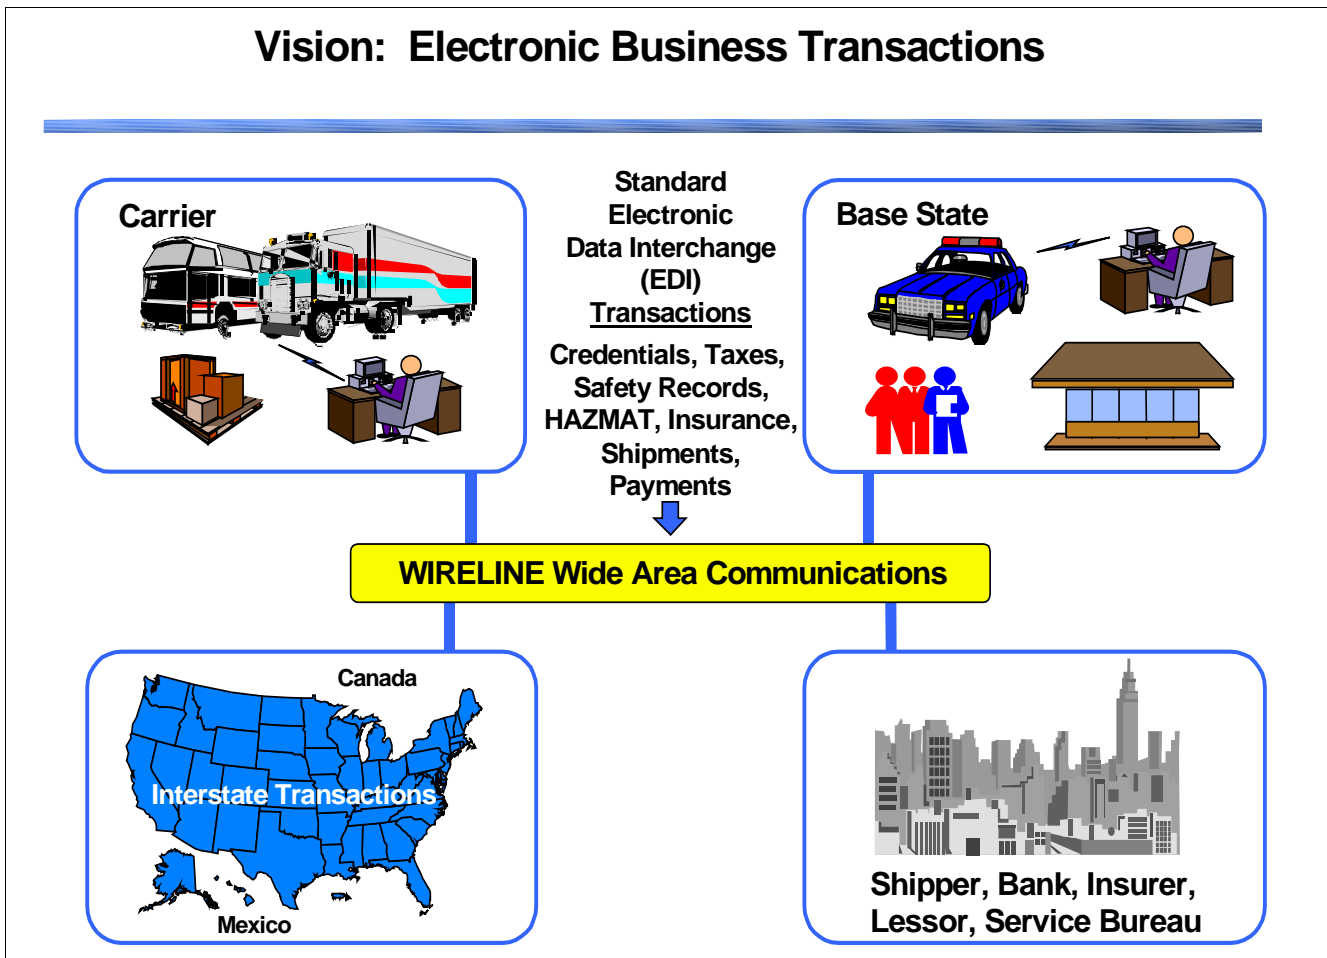 Vision:  Electronic Business Transactions
Carrier
Standard
Electronic
Data Interchange
(EDI)
Transactions
Credentials, Taxes,
Safety Records,
HAZMAT, Insurance,
Shipments,
Payments
Base State
WIRELINE Wide Area Communications
Canada
Interstate Transactions
Mexico
Shipper, Bank, Insurer,
Lessor, Service Bureau